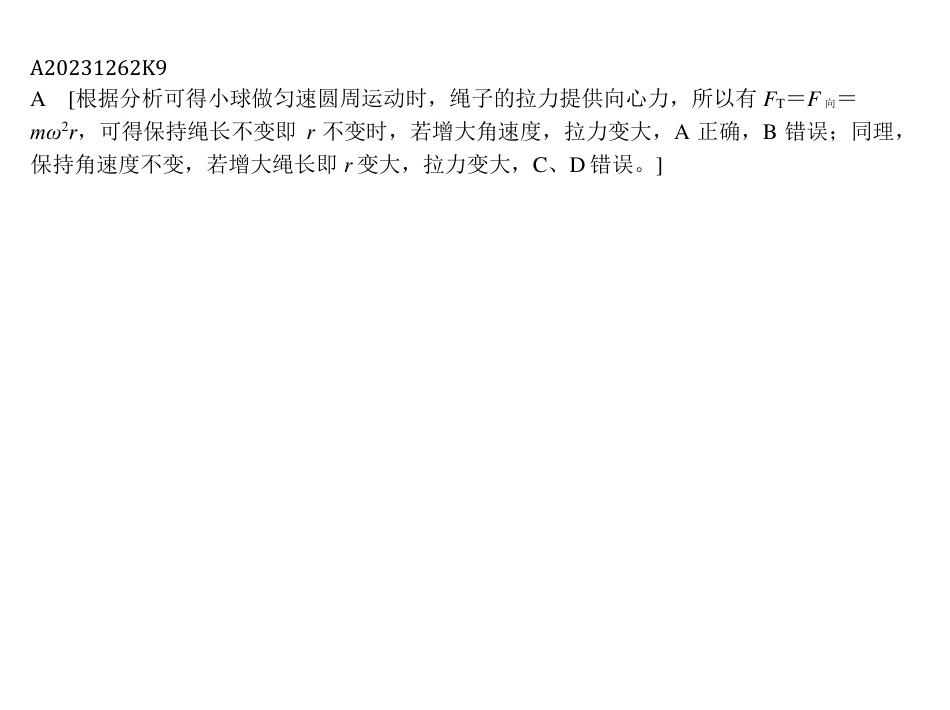 A20231262K9
A [根据分析可得小球做匀速圆周运动时，绳子的拉力提供向心力，所以有 F_T＝F向＝
mω²r，可得保持绳长不变即 r 不变时，若增大角速度，拉力变大，A 正确，B 错误；同理，
保持角速度不变，若增大绳长即 r 变大，拉力变大，C、D 错误。]